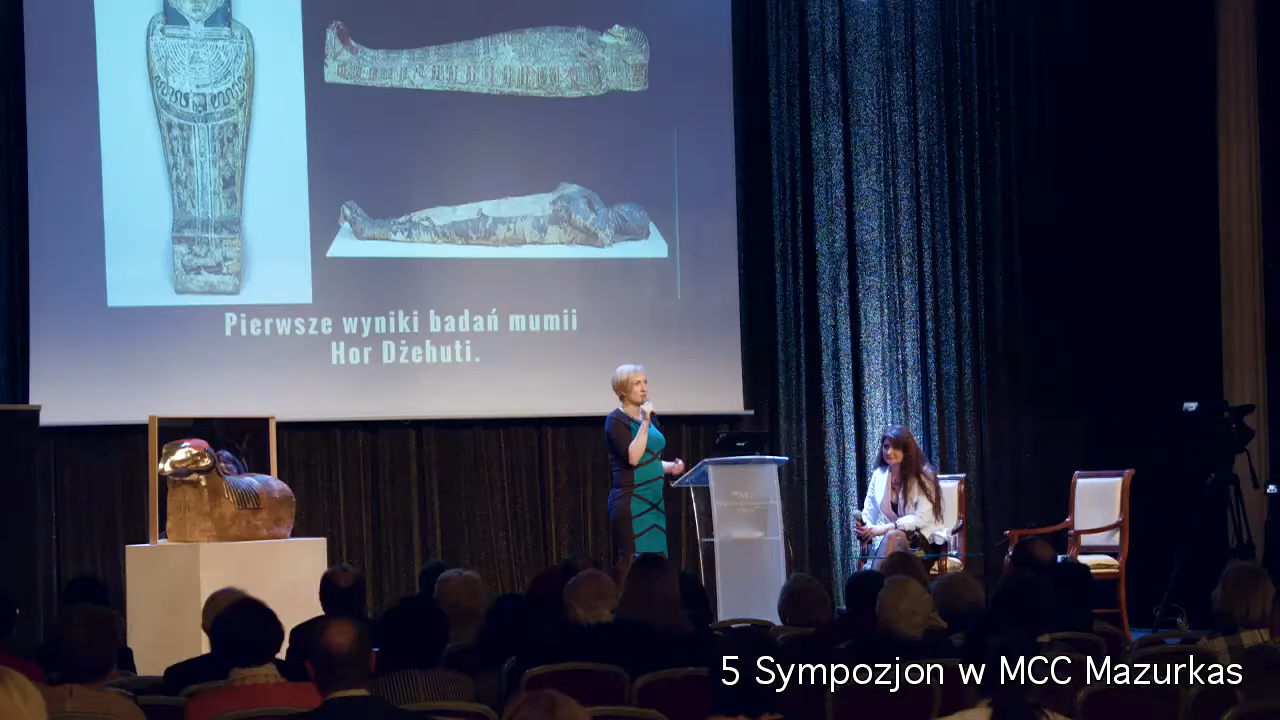 Pierwsze wyniki badań mumii
Hor Dżehuti.
5 Sympozjon w MCC Mazurkas